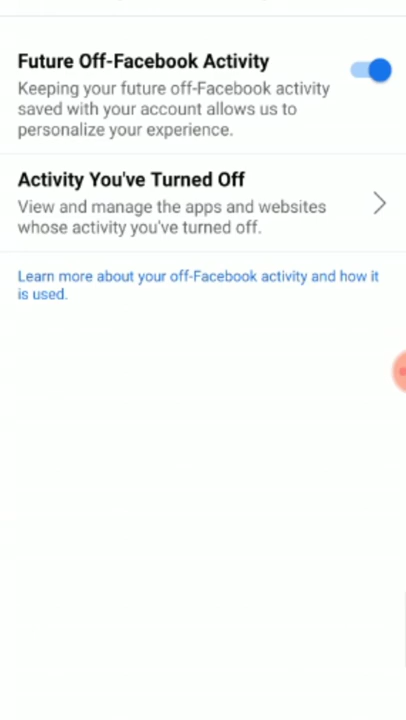 Future Off-Facebook Activity
Keeping your future off-Facebook activity
saved with your account allows us to
personalize your experience.
Activity You've Turned Off
View and manage the apps and websites
whose activity you've turned off.
Learn more about your off-Facebook activity and how it
is used.